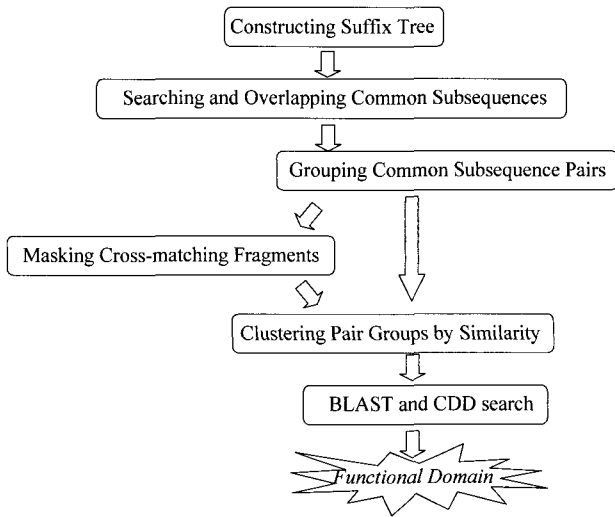 Constructing Suffix Tree
Searching and Overlapping Common Subsequences
Grouping Common Subsequence Pairs
Masking Cross-matching Fragments
Clustering Pair Groups by Similarity
BLAST and CDD search
Functional Domain